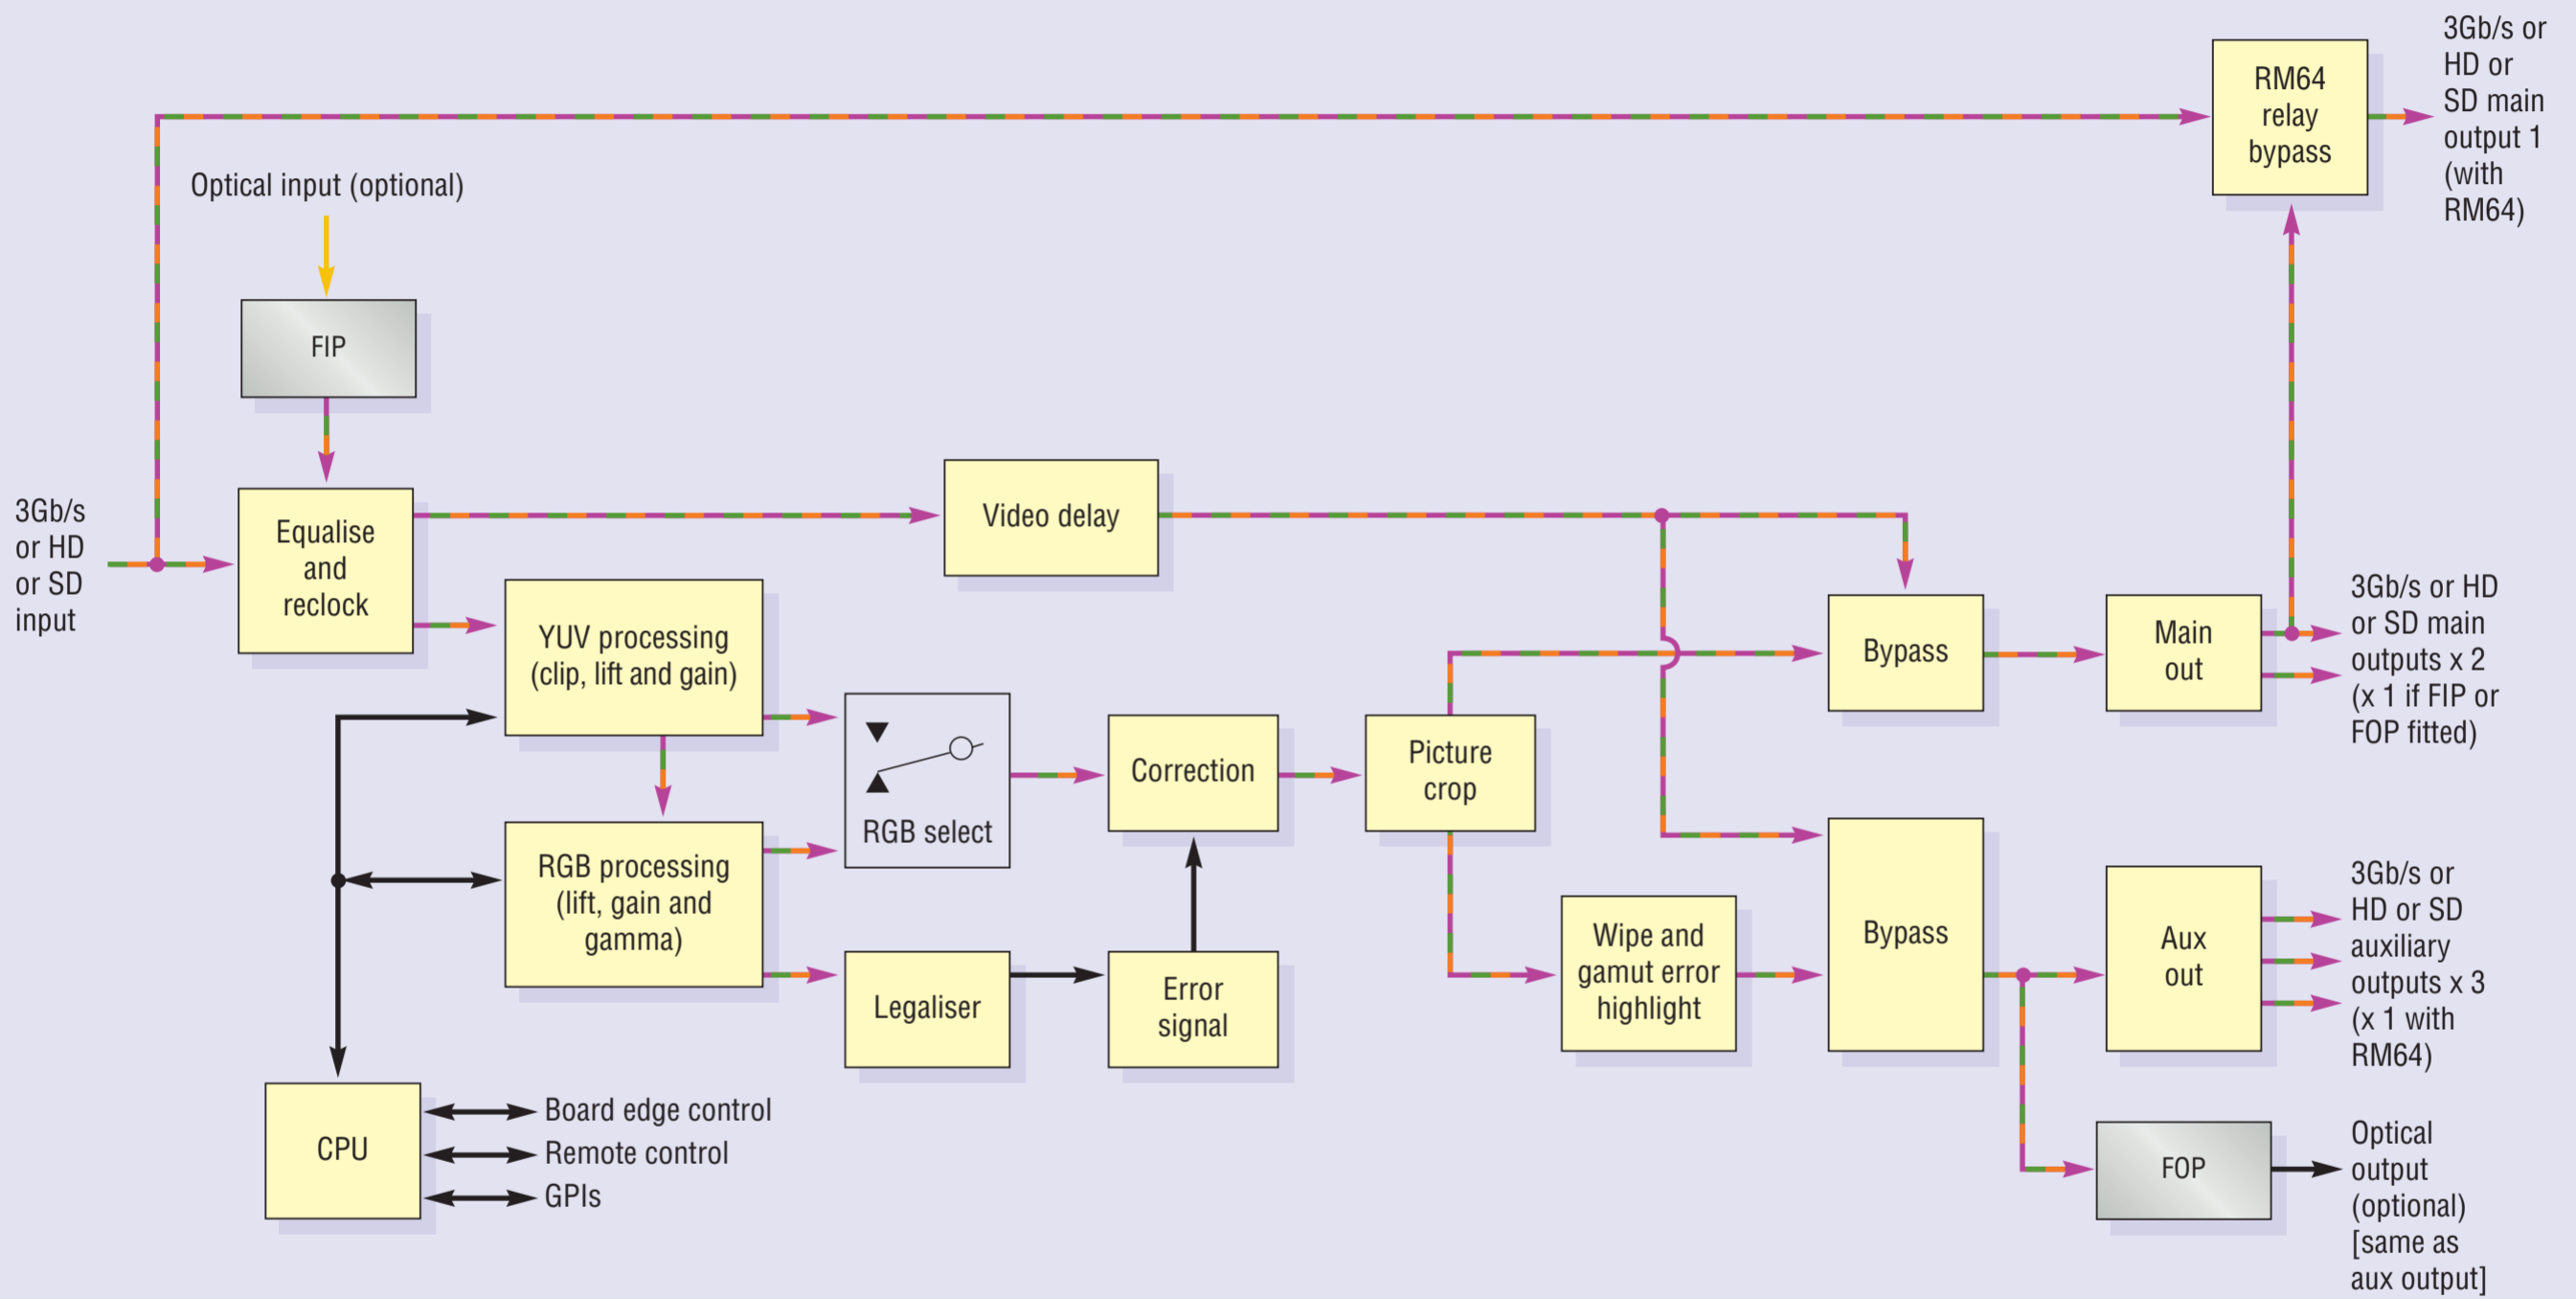 3Gb/s or
HD or
SD main
output 1
(with
RM64)
RM64
relay
bypass
Optical input (optional)
FIP
3Gb/s
or HD
or SD
input
Equalise
and
reclock
Video delay
YUV processing
(clip, lift and gain)
RGB select
RGB processing
(lift, gain and
gamma)
Correction
Picture
crop
Bypass
Main
out
3Gb/s or HD
or SD main
outputs x 2
(x 1 if FIP or
FOP fitted)
Legaliser
Error
signal
Wipe and
gamut error
highlight
Bypass
Aux
out
3Gb/s or
HD or SD
auxiliary
outputs x 3
(x 1 with
RM64)
CPU
Board edge control
Remote control
GPIs
FOP
Optical
output
(optional)
[same as
aux output]